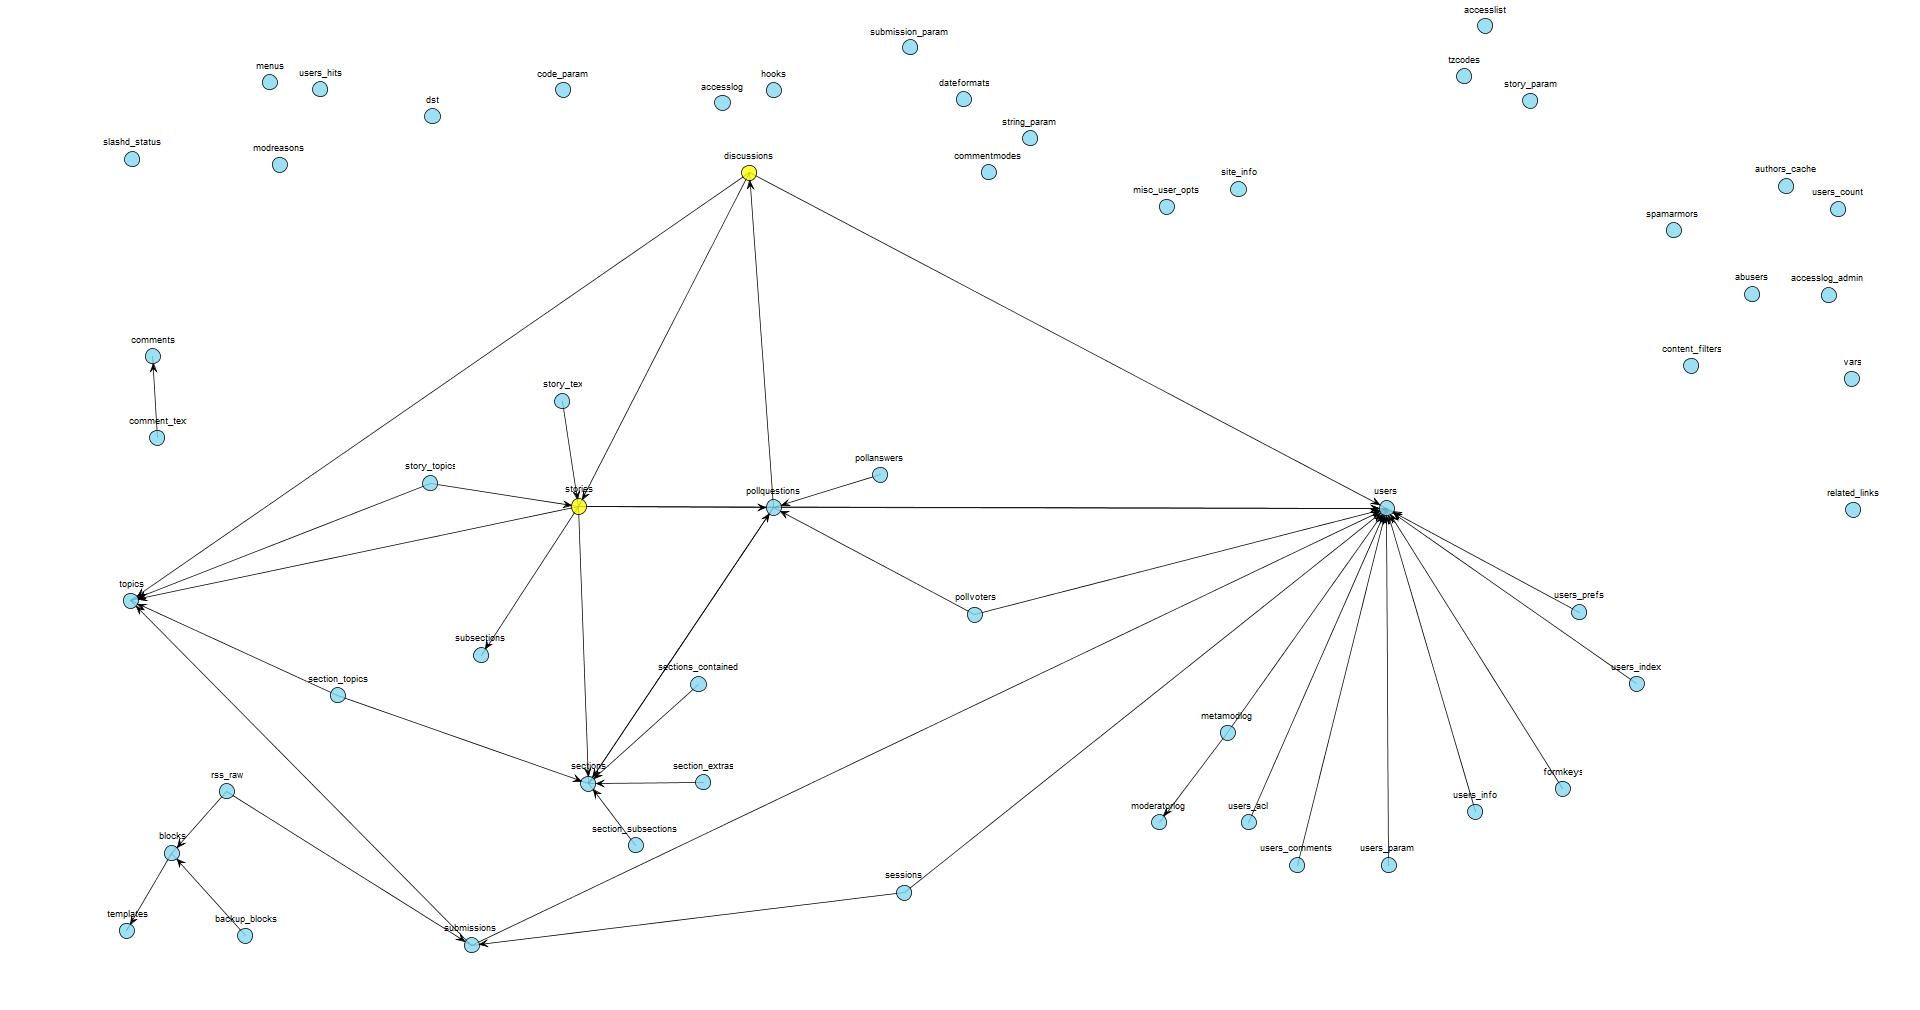 accesslist
submission_param
tzcodes
menus
users_hits
code_param
hooks
accesslog
dateformats
story_param
dst
string_param
slashd_status
modreasons
discussions
commentmodes
authors_cache
site_info
misc_user_opts
users_count
spamarmors
abusers
accesslog_admin
comments
content_filters
vars
story_tex
comment_tex
pollanswers
story_topics
stories
pollquestions
users
related_links
topics
pollvoters
users_prefs
subsections
sections_contained
users_index
section_topics
metamodlog
sections
section_extras
rss_raw
formkeys
users_info
moderatorlog
users_acl
section_subsections
blocks
users_comments
users_param
sessions
templates
backup_blocks
submissions